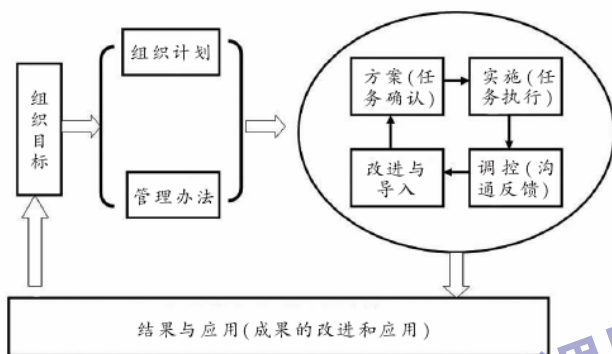 组织目标
组织计划
管理办法
方案(任
务确认)
实施(任
务执行)
改进与
导入
调控(沟
通反馈)
结果与应用(成果的改进和应用)